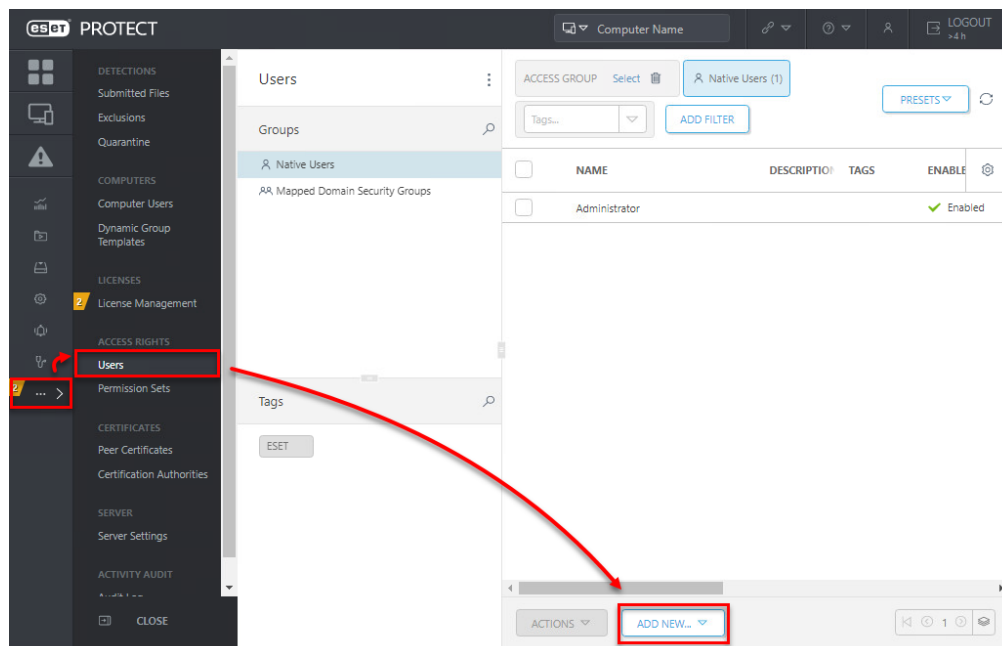 eset PROTECT
Computer Name
LOGOUT
>4 h
DETECTIONS
Submitted Files
Exclusions
Quarantine
COMPUTERS
Computer Users
Dynamic Group
Templates
LICENSES
2
License Management
ACCESS RIGHTS
Users
Permission Sets
2
...
CERTIFICATES
Peer Certificates
Certification Authorities
SERVER
Server Settings
ACTIVITY AUDIT
Audit Log
CLOSE
Users
Groups
Native Users
Mapped Domain Security Groups
Tags
ESET
ACCESS GROUP Select
Native Users (1)
PRESETS
Tags...
ADD FILTER
NAME DESCRIPTION TAGS ENABLE
Administrator Enabled
ACTIONS
ADD NEW...
1